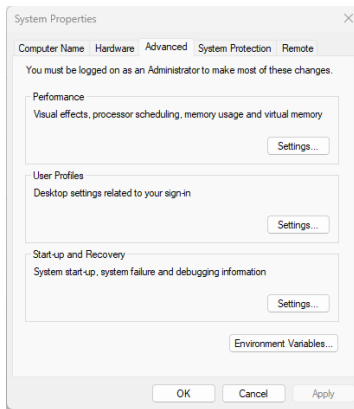 System Properties
Computer Name Hardware Advanced System Protection Remote
You must be logged on as an Administrator to make most of these changes.
Performance
Visual effects, processor scheduling, memory usage and virtual memory
Settings...
User Profiles
Desktop settings related to your sign-in
Settings...
Start-up and Recovery
System start-up, system failure and debugging information
Settings...
Environment Variables...
OK Cancel Apply